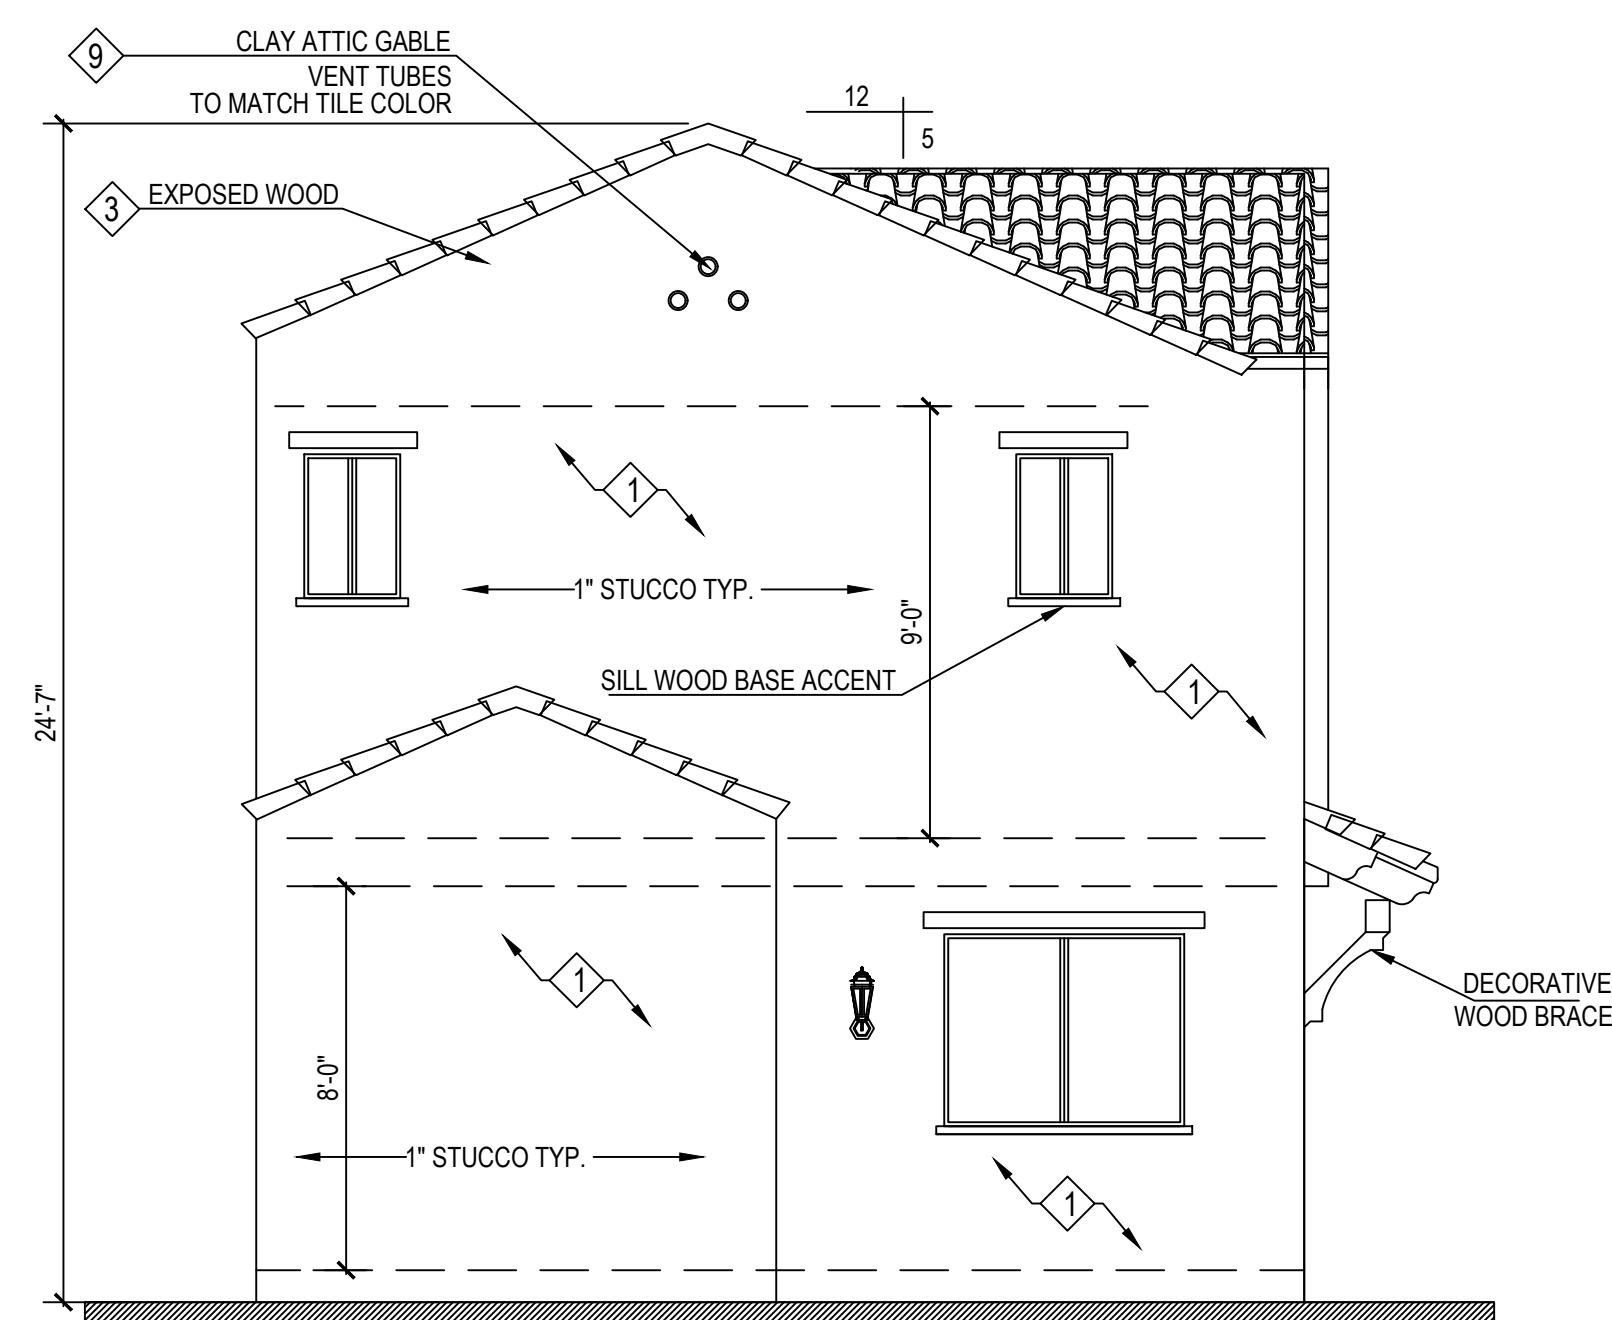 9
CLAY ATTIC GABLE
VENT TUBES
TO MATCH TILE COLOR
12
5
3
EXPOSED WOOD
1
1" STUCCO TYP.
9'-0"
SILL WOOD BASE ACCENT
1
24'-7"
1
DECORATIVE
WOOD BRACE
8'-0"
1" STUCCO TYP.
1